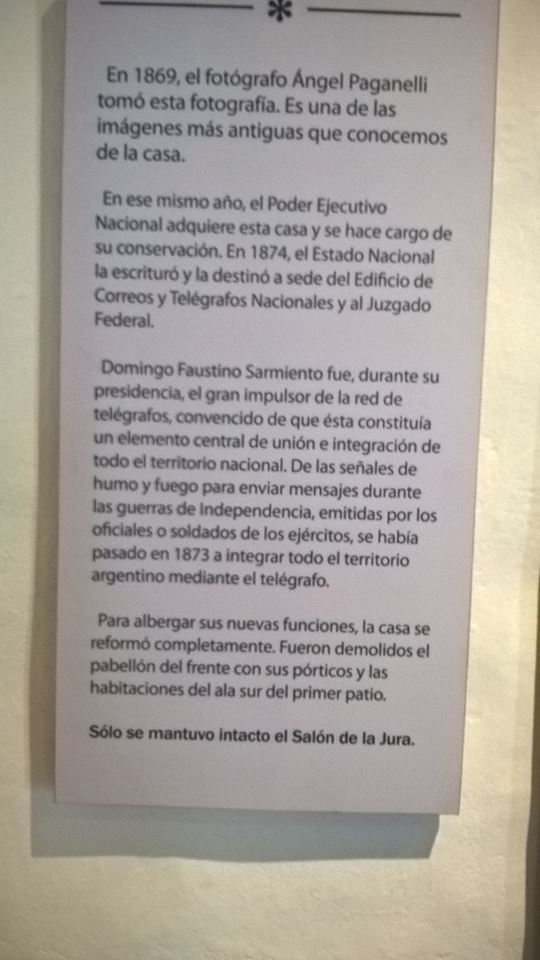 En 1869, el fotógrafo Ángel Paganelli
tomó esta fotografía. Es una de las
imágenes más antiguas que conocemos
de la casa.
En ese mismo año, el Poder Ejecutivo
Nacional adquiere esta casa y se hace cargo de
su conservación. En 1874, el Estado Nacional
la escrituró y la destinó a sede del Edificio de
Correos y Telégrafos Nacionales y al Juzgado
Federal.
Domingo Faustino Sarmiento fue, durante su
presidencia, el gran impulsor de la red de
telégrafos, convencido de que ésta constituía
un elemento central de unión e integración de
todo el territorio nacional. De las señales de
humo y fuego para enviar mensajes durante
las guerras de Independencia, emitidas por los
oficiales o soldados de los ejércitos, se había
pasado en 1873 a integrar todo el territorio
argentino mediante el telégrafo.
Para albergar sus nuevas funciones, la casa se
reformó completamente. Fueron demolidos el
pabellón del frente con sus pórticos y las
habitaciones del ala sur del primer patio.
Sólo se mantuvo intacto el Salón de la Jura.